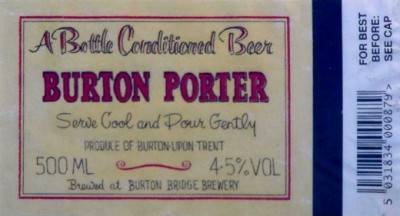 A Bottle Conditioned Beer
BURTON PORTER
Serve Cool and Pour Gently
PRODUCE OF BURTON-UPON TRENT
500 ML 4·5% VOL
Brewed at BURTON BRIDGE BREWERY
FOR BEST
BEFORE:
SEE CAP
5 031834 000879 >